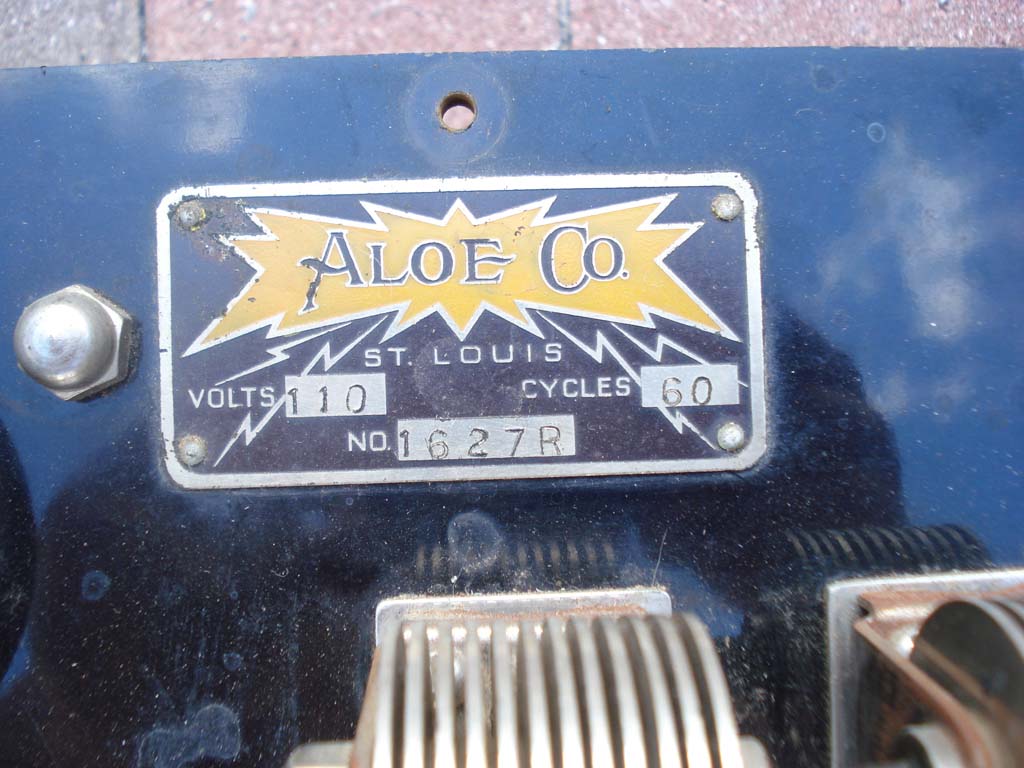 ALOE CO.
ST. LOUIS
VOLTS 110 CYCLES 60
NO. 1627R